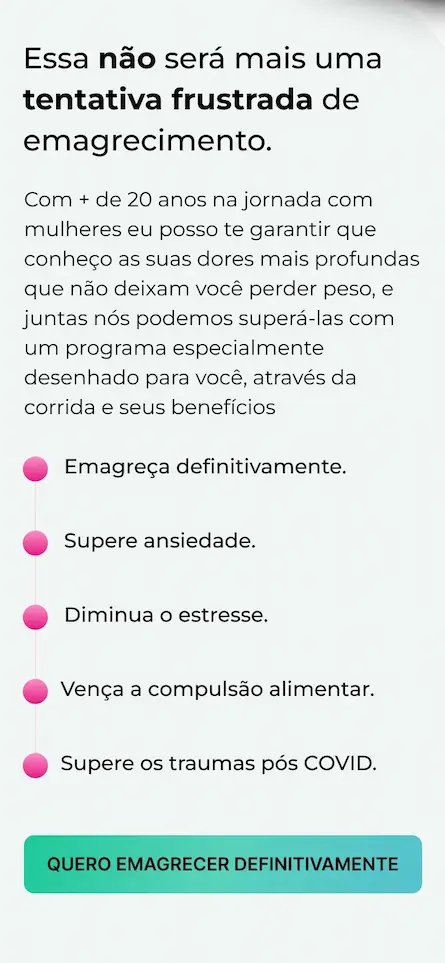 Essa não será mais uma
tentativa frustrada de
emagrecimento.
Com + de 20 anos na jornada com
mulheres eu posso te garantir que
conheço as suas dores mais profundas
que não deixam você perder peso, e
juntas nós podemos superá-las com
um programa especialmente
desenhado para você, através da
corrida e seus benefícios
Emagreça definitivamente.
Supere ansiedade.
Diminua o estresse.
Vença a compulsão alimentar.
Supere os traumas pós COVID.
QUERO EMAGRECER DEFINITIVAMENTE